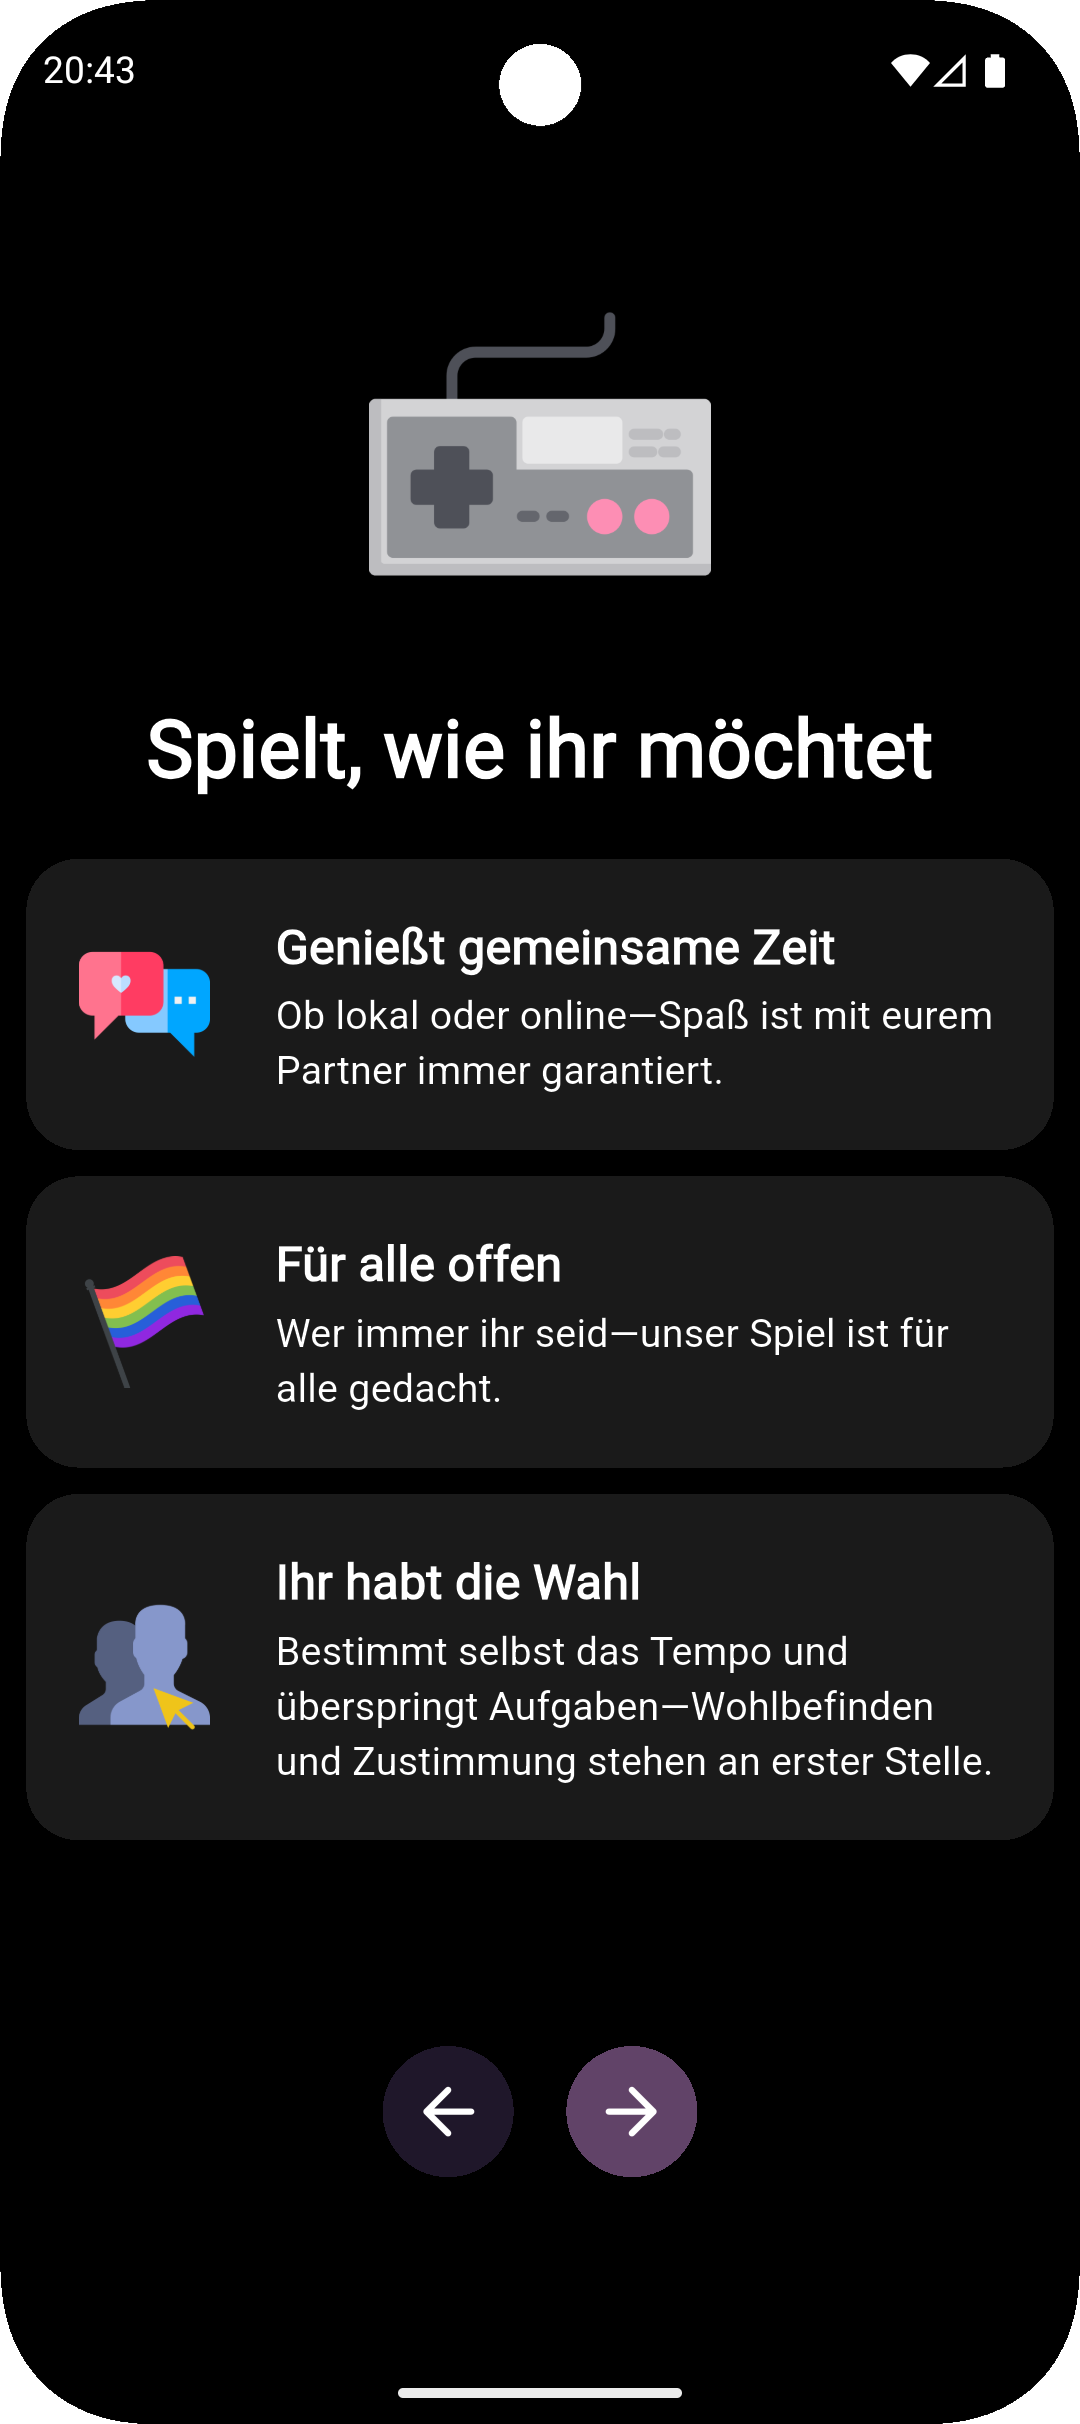 20:43
Spielt, wie ihr möchtet
Genießt gemeinsame Zeit
Ob lokal oder online—Spaß ist mit eurem
Partner immer garantiert.
Für alle offen
Wer immer ihr seid—unser Spiel ist für
alle gedacht.
Ihr habt die Wahl
Bestimmt selbst das Tempo und
überspringt Aufgaben—Wohlbefinden
und Zustimmung stehen an erster Stelle.